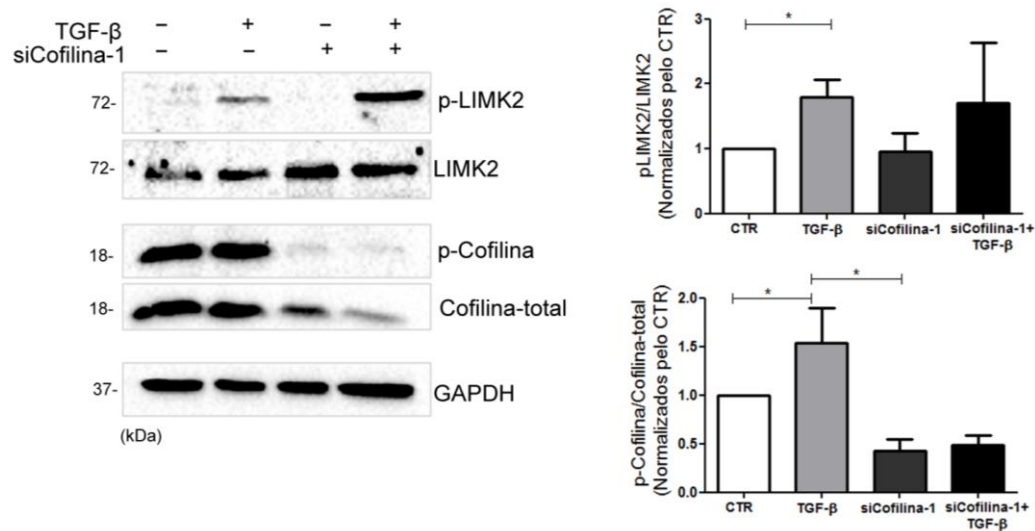 TGF-β – + – +
siCofilina-1 – – + +
72- p-LIMK2
72- LIMK2
18- p-Cofilina
18- Cofilina-total
37- GAPDH
(kDa)
pLIMK2/LIMK2
(Normalizados pelo CTR)
3
2
1
0
*
CTR TGF-β siCofilina-1 siCofilina-1+
TGF-β
p-Cofilina/Cofilina-total
(Normalizados pelo CTR)
2.0
1.5
1.0
0.5
0.0
*
*
CTR TGF-β siCofilina-1 siCofilina-1+
TGF-β